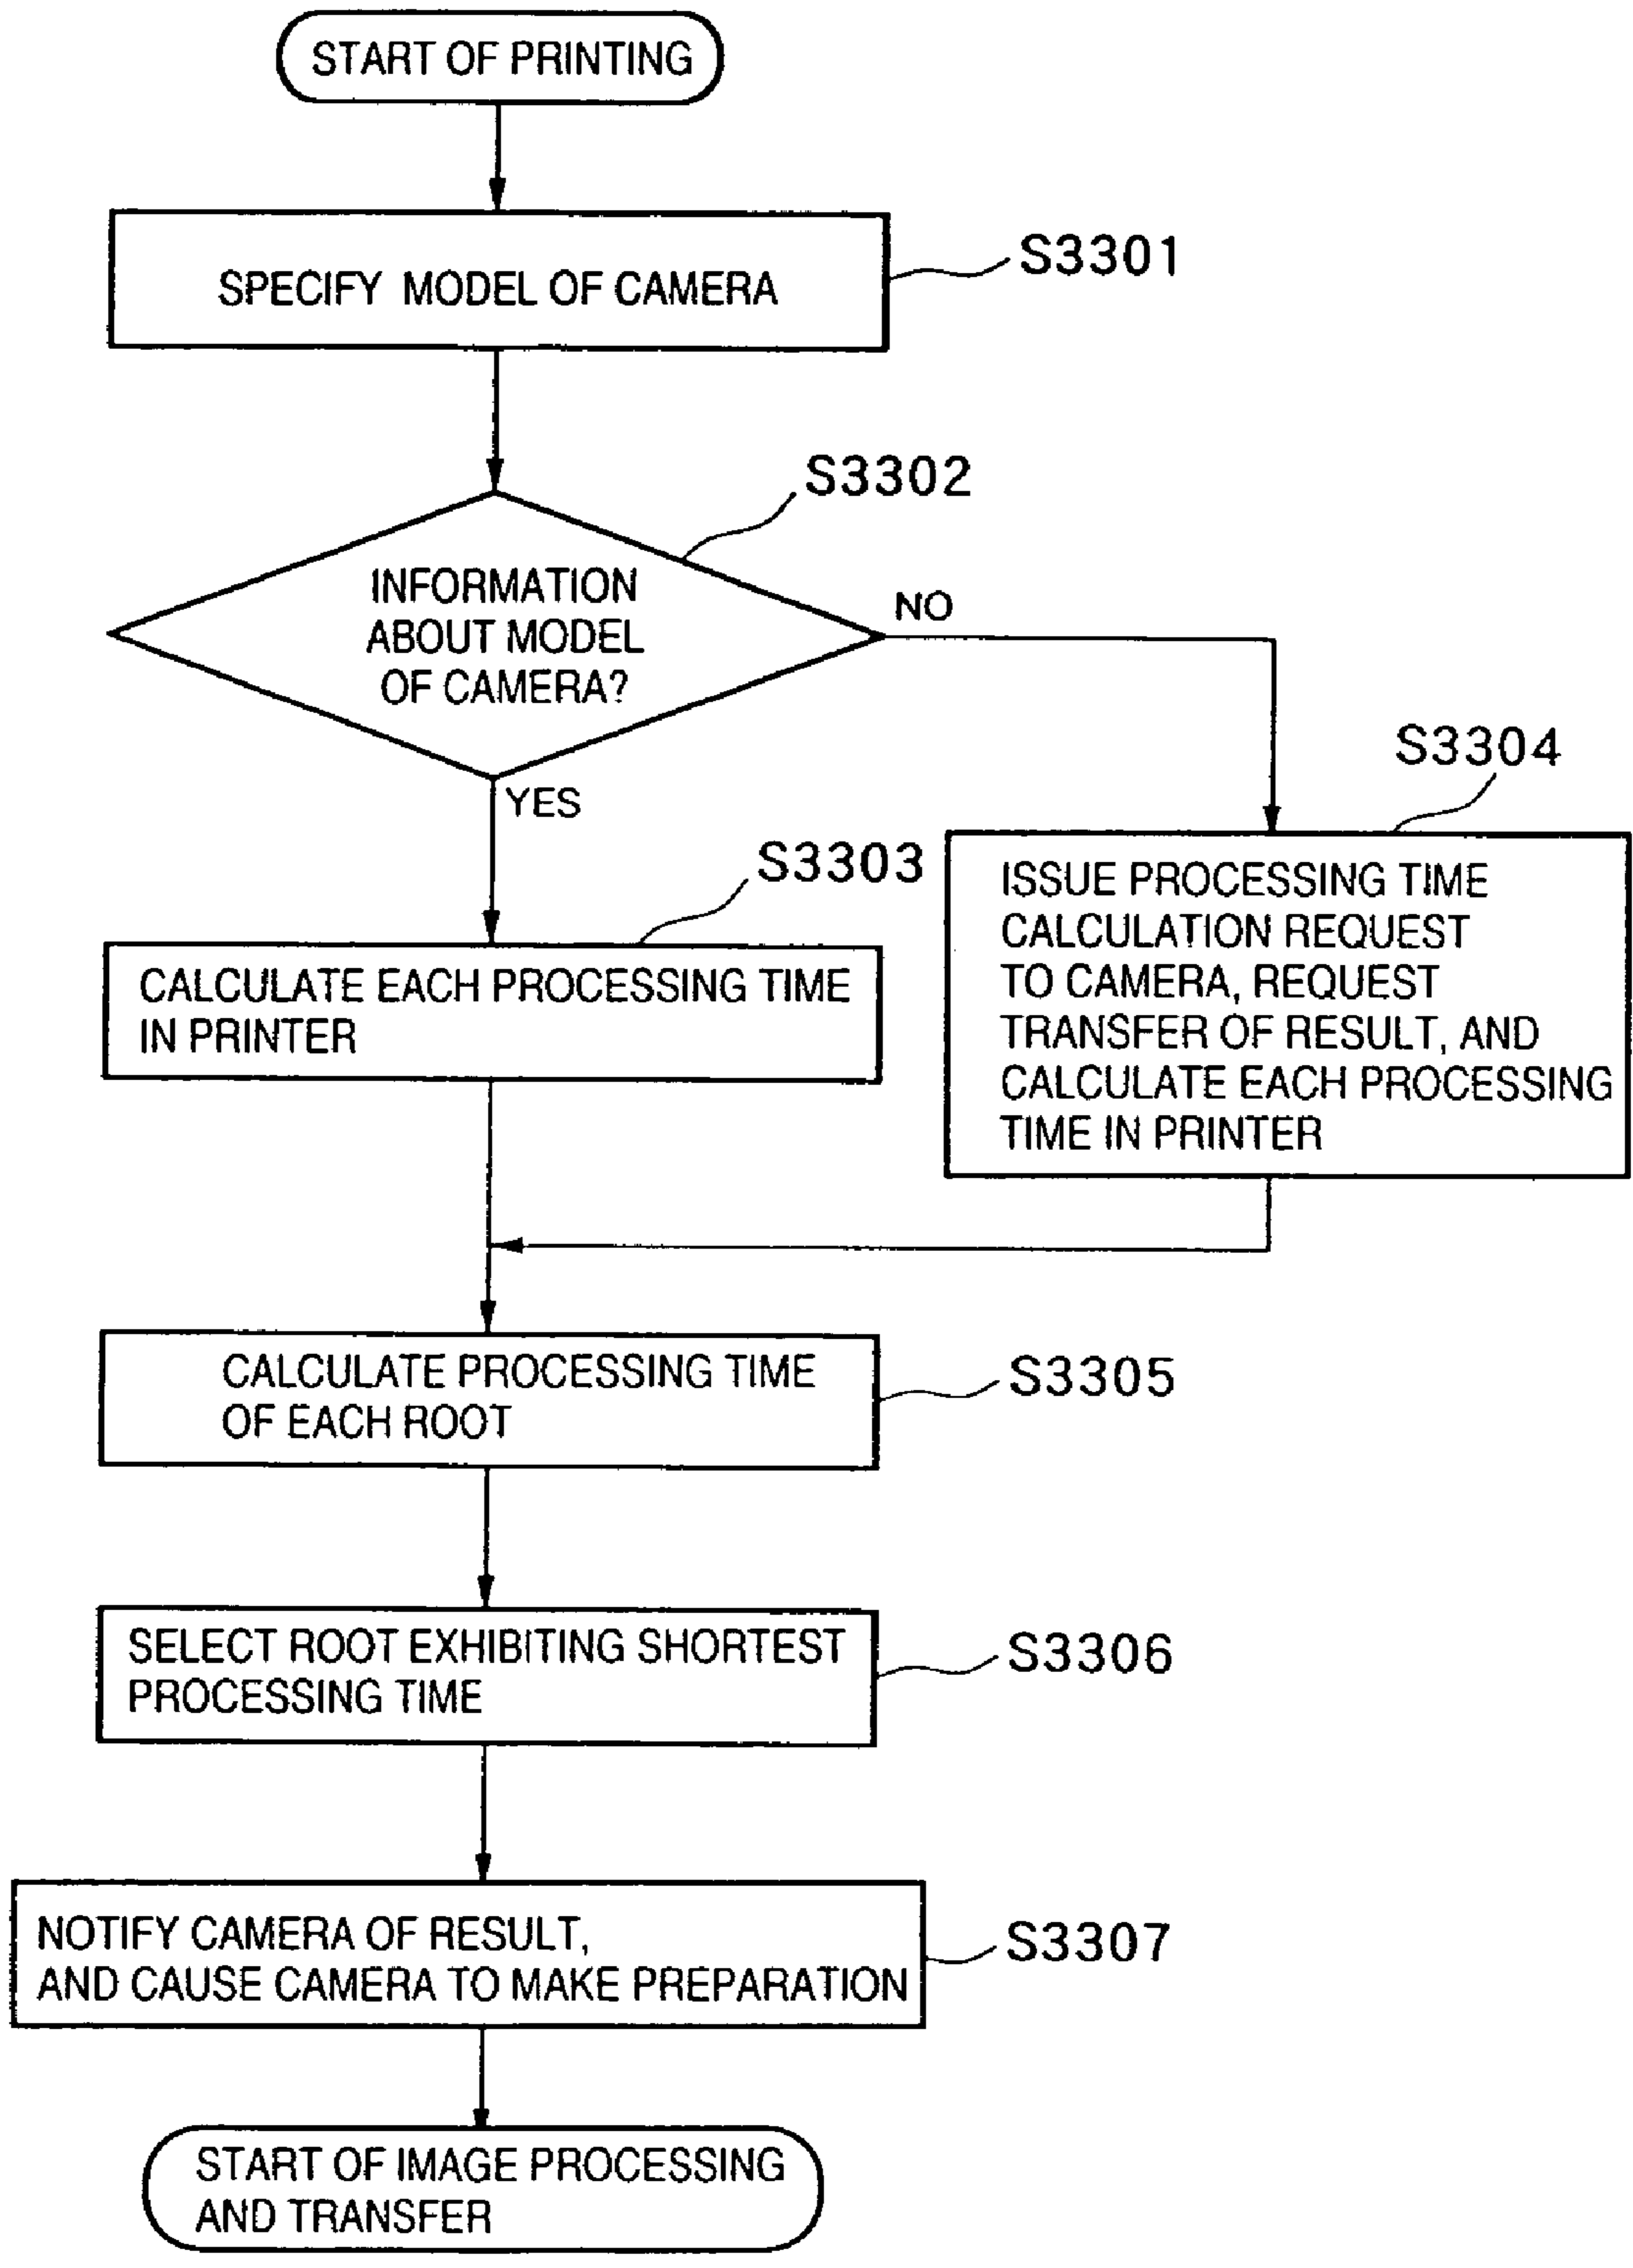 START OF PRINTING
SPECIFY MODEL OF CAMERA
S3301
S3302
INFORMATION
ABOUT MODEL
OF CAMERA?
NO
YES
S3303
CALCULATE EACH PROCESSING TIME
IN PRINTER
S3304
ISSUE PROCESSING TIME
CALCULATION REQUEST
TO CAMERA, REQUEST
TRANSFER OF RESULT, AND
CALCULATE EACH PROCESSING
TIME IN PRINTER
CALCULATE PROCESSING TIME
OF EACH ROOT
S3305
SELECT ROOT EXHIBITING SHORTEST
PROCESSING TIME
S3306
NOTIFY CAMERA OF RESULT,
AND CAUSE CAMERA TO MAKE PREPARATION
S3307
START OF IMAGE PROCESSING
AND TRANSFER